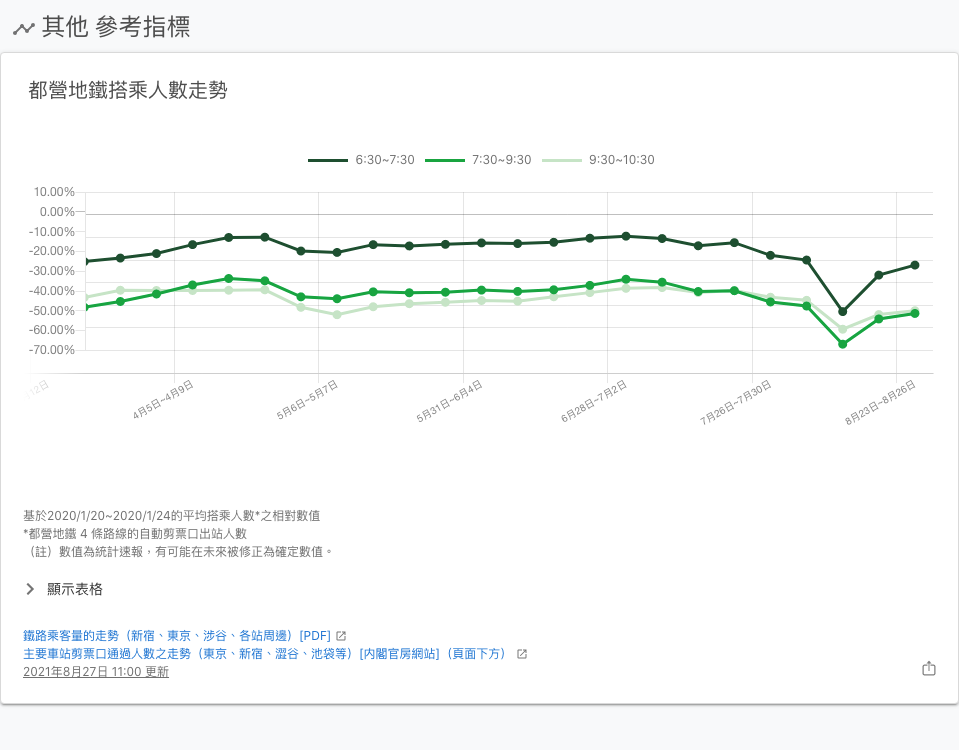 其他 參考指標
都營地鐵搭乘人數走勢
6:30~7:30 7:30~9:30 9:30~10:30
10.00%
0.00%
-10.00%
-20.00%
-30.00%
-40.00%
-50.00%
-60.00%
-70.00%
4月5日~4月9日 5月6日~5月7日 5月31日~6月4日 6月28日~7月2日 7月26日~7月30日 8月23日~8月26日
基於2020/1/20~2020/1/24的平均搭乘人數*之相對數值
*都營地鐵 4 條路線的自動剪票口出站人數
（註）數值為統計速報，有可能在未來被修正為確定數值。
顯示表格
鐵路乘客量的走勢（新宿、東京、涉谷、各站周邊）[PDF]
主要車站剪票口通過人數之走勢（東京、新宿、澀谷、池袋等）[内閣官房網站]（頁面下方）
2021年8月27日 11:00 更新